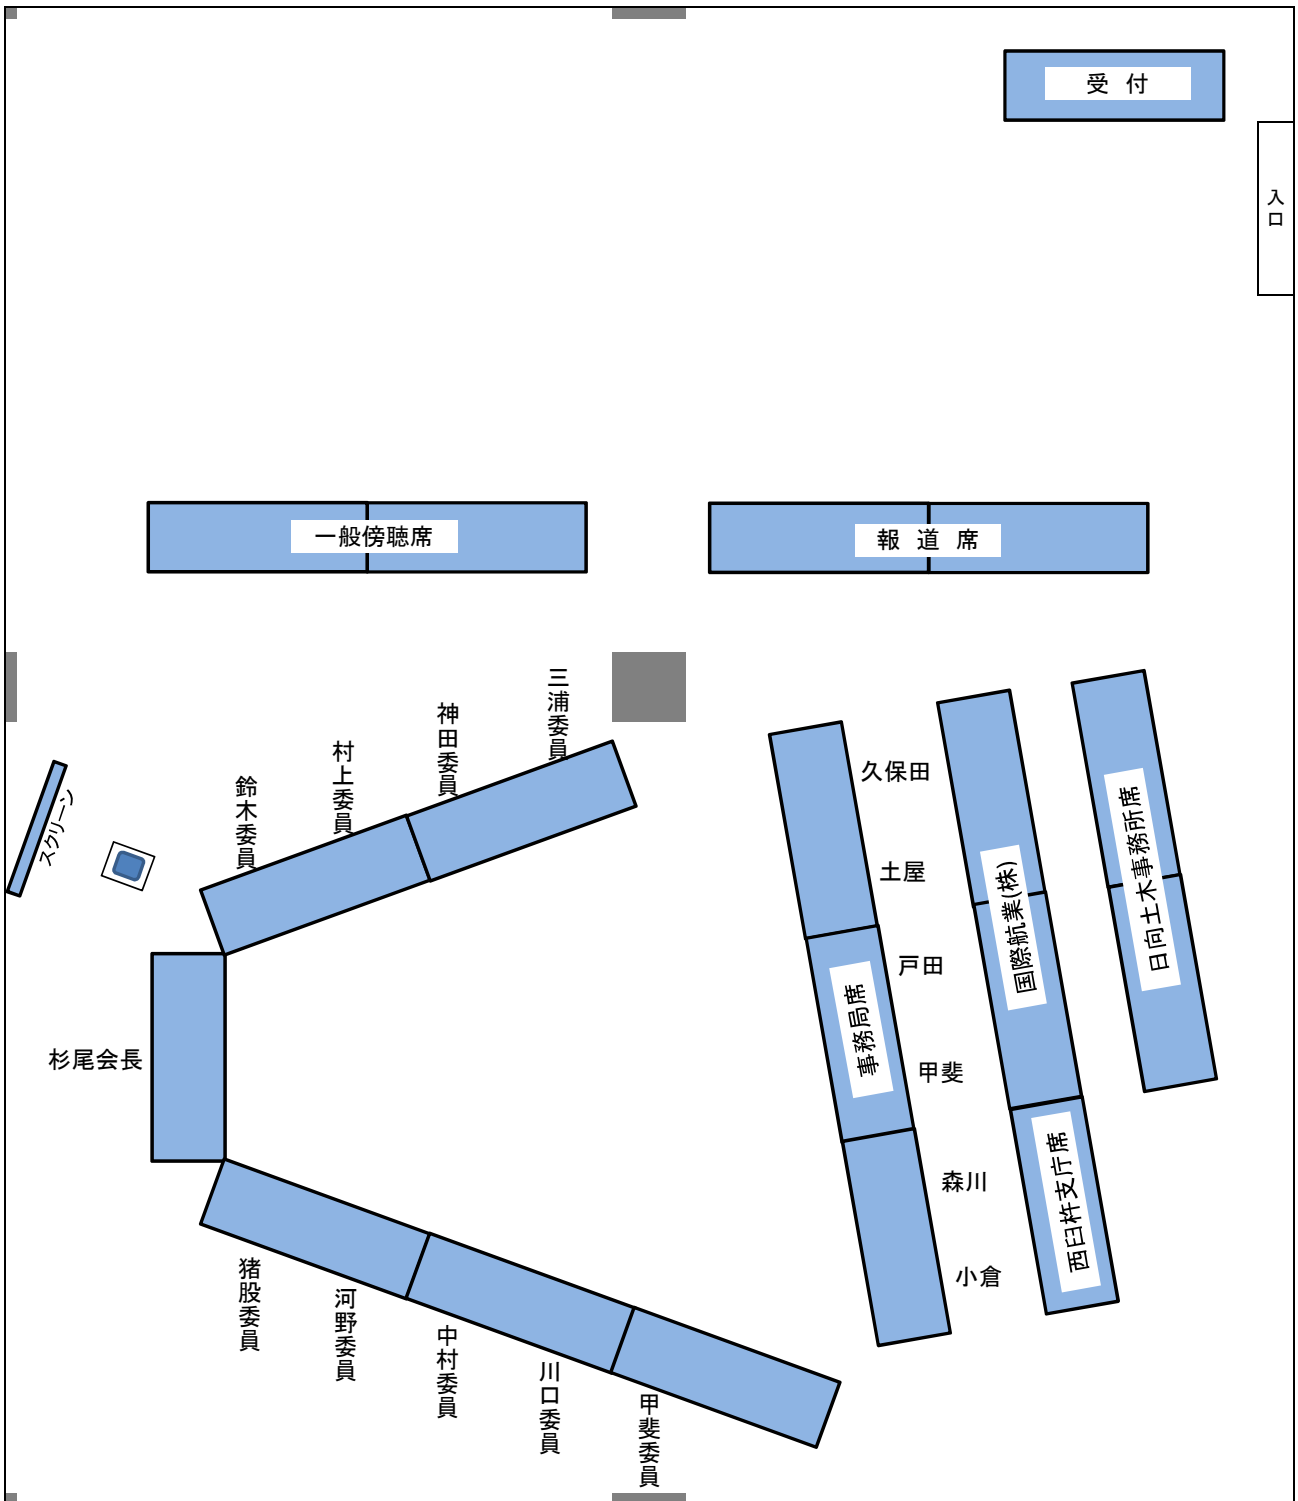 受 付
入口
一般傍聴席
報 道 席
三浦委員
神田委員
村上委員
鈴木委員
スクリーン
杉尾会長
猪股委員
河野委員
中村委員
川口委員
甲斐委員
久保田
土屋
戸田
甲斐
森川
小倉
事務局席
国際航業(株)
西臼杵支庁席
日向土木事務所席